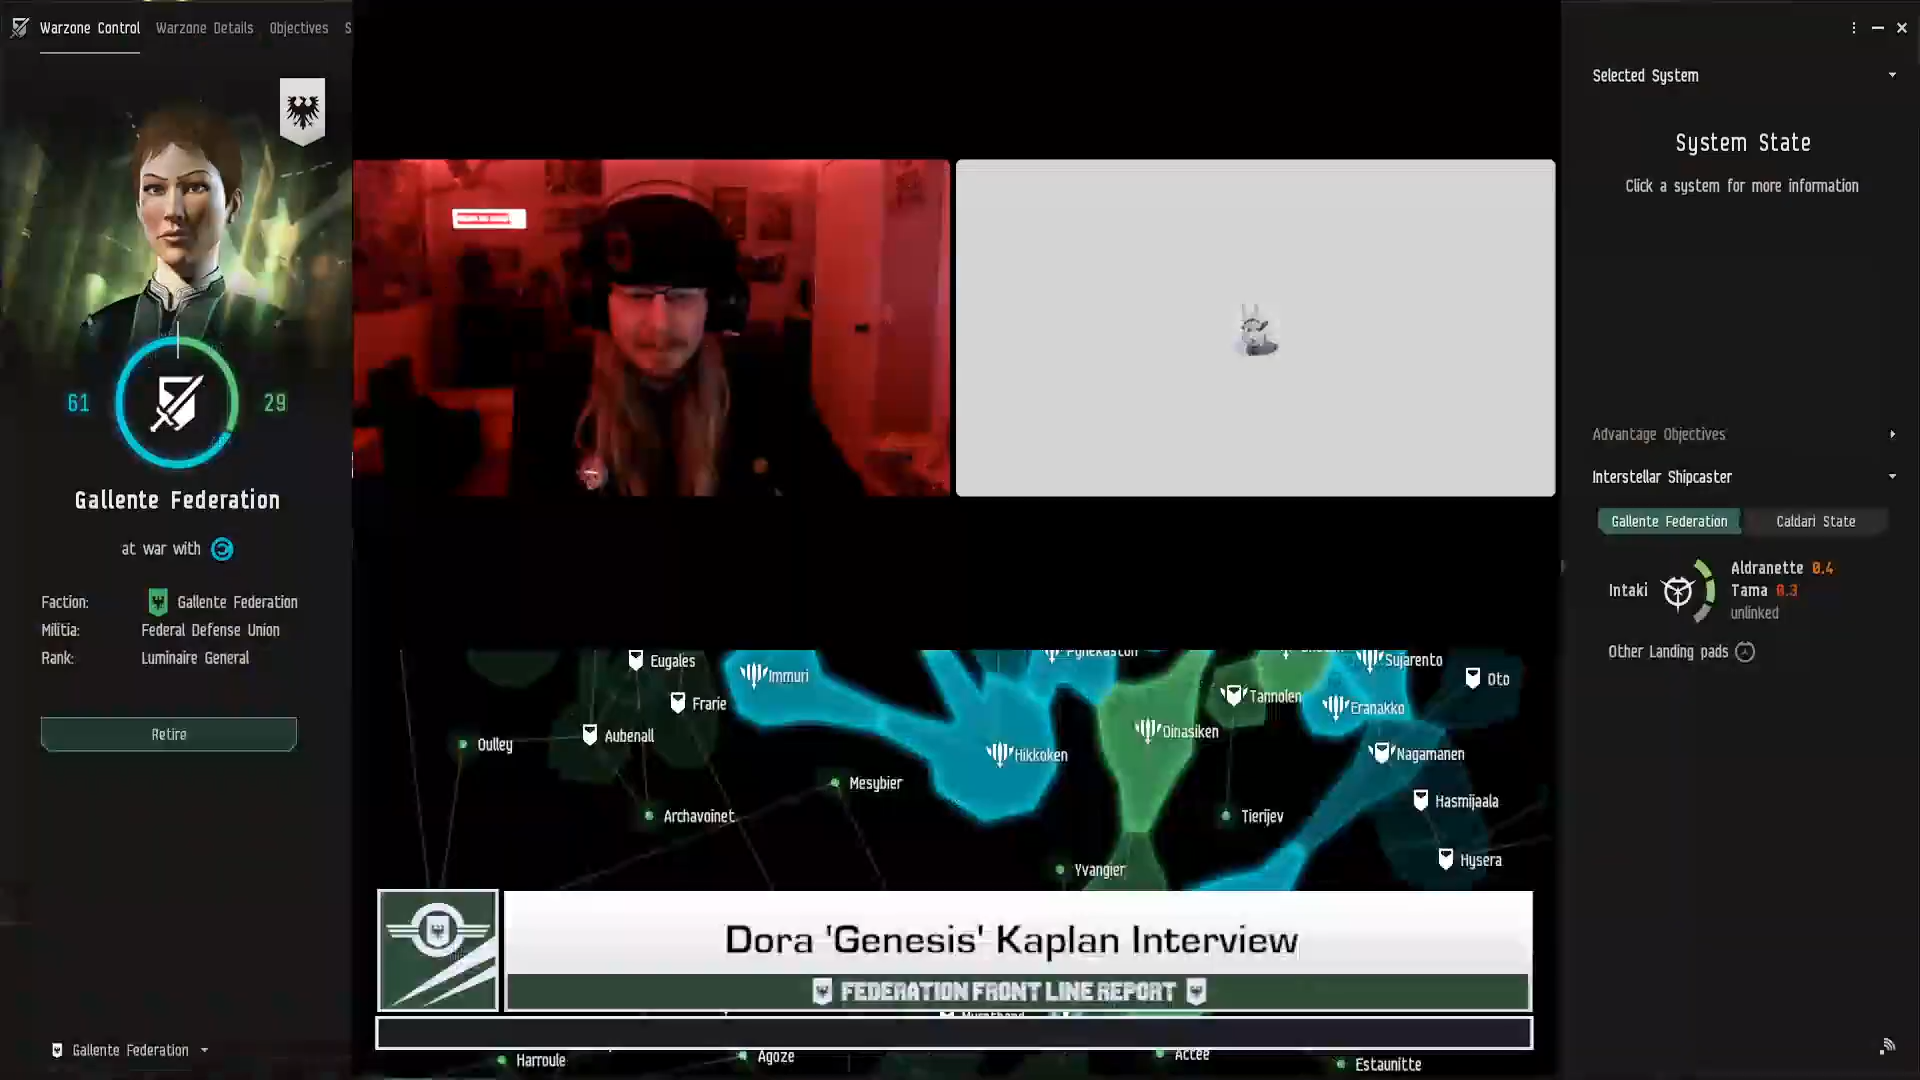 Warzone Control
Warzone Details
Objectives
S
61
29
Gallente Federation
at war with
Faction: Gallente Federation
Militia: Federal Defense Union
Rank: Luminaire General
Retire
Gallente Federation
Selected System
System State
Click a system for more information
Advantage Objectives
Interstellar Shipcaster
Gallente Federation
Caldari State
Intaki
Aldranette 0.4
Tama 0.3
unlinked
Other Landing pads
Eugales
Immuri
Pynekastoh
Sujarento
Oto
Frarie
Tannolen
Eranakko
Oulley
Aubenall
Oinasiken
Hikkoken
Nagamanen
Mesybier
Hasmijaala
Archavoinet
Tierijev
Yvangier
Hysera
Dora 'Genesis' Kaplan Interview
FEDERATION FRONT LINE REPORT
Harroule
Agoze
Actee
Estaunitte